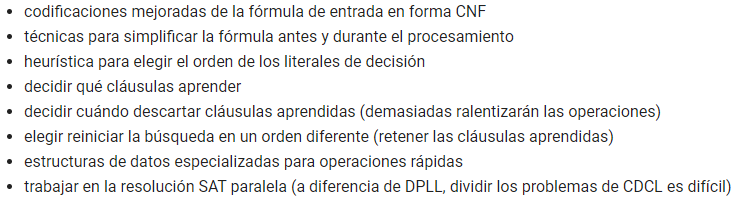 • codificaciones mejoradas de la fórmula de entrada en forma CNF
• técnicas para simplificar la fórmula antes y durante el procesamiento
• heurística para elegir el orden de los literales de decisión
• decidir qué cláusulas aprender
• decidir cuándo descartar cláusulas aprendidas (demasiadas ralentizarán las operaciones)
• elegir reiniciar la búsqueda en un orden diferente (retener las cláusulas aprendidas)
• estructuras de datos especializadas para operaciones rápidas
• trabajar en la resolución SAT paralela (a diferencia de DPLL, dividir los problemas de CDCL es difícil)